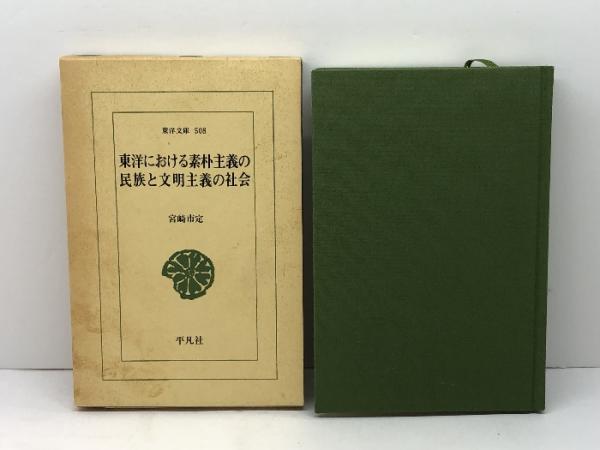 東洋文庫 508
東洋における素朴主義の
民族と文明主義の社会
宮崎市定
平凡社